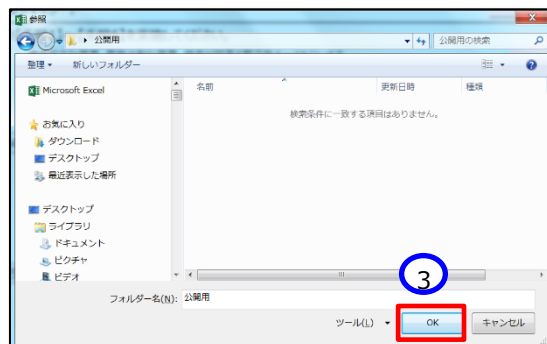 参照
公開用
公開用の検索
整理 新しいフォルダー
Microsoft Excel
お気に入り
ダウンロード
デスクトップ
最近表示した場所
デスクトップ
ライブラリ
ドキュメント
ピクチャ
ビデオ
名前 更新日時 種類
検索条件に一致する項目はありません。
3
フォルダー名(N): 公開用
ツール(L) OK キャンセル